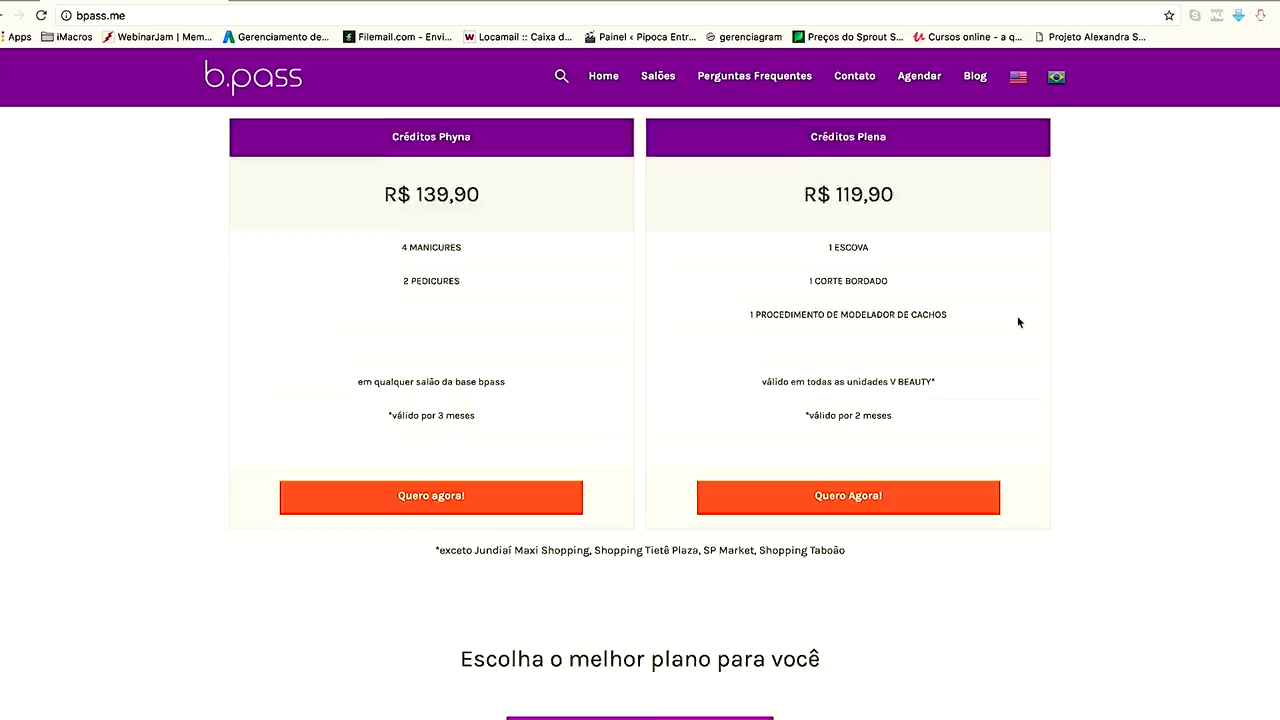 bpass.me
Apps iMacros WebinarJam | Mem... Gerenciamento de... Filemail.com - Envi... Locamail :: Caixa d... Painel ‹ Pipoca Entr... gerenciagram Preços do Sprout S... Cursos online - a q... Projeto Alexandra S...
b.pass Home Salões Perguntas Frequentes Contato Agendar Blog
Créditos Phyna
R$ 139,90
4 MANICURES
2 PEDICURES
em qualquer salão da base bpass
*válido por 3 meses
Quero agora!
Créditos Plena
R$ 119,90
1 ESCOVA
1 CORTE BORDADO
1 PROCEDIMENTO DE MODELADOR DE CACHOS
válido em todas as unidades V BEAUTY*
*válido por 2 meses
Quero Agora!
*exceto Jundiaí Maxi Shopping, Shopping Tietê Plaza, SP Market, Shopping Taboão
Escolha o melhor plano para você